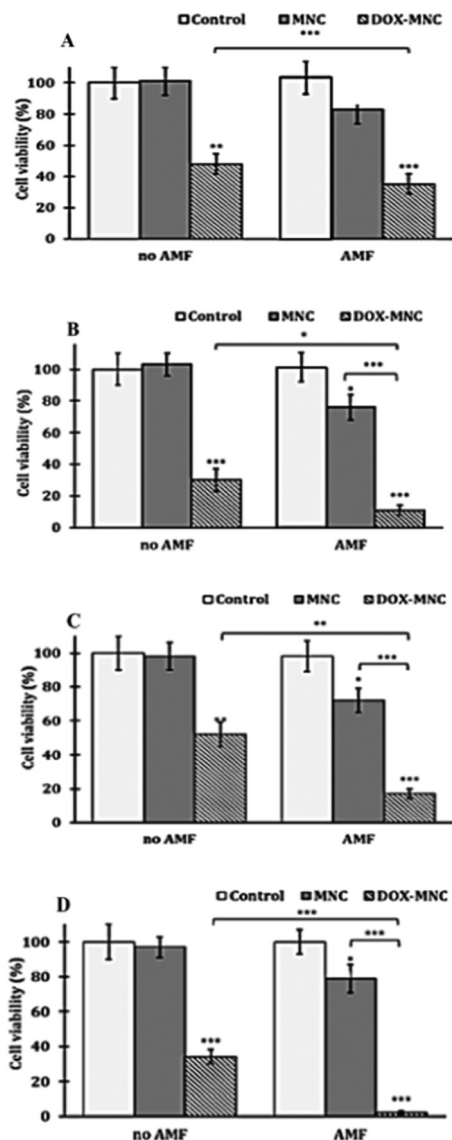 A
Control MNC DOX-MNC
***
Cell viability (%)
100
80
60
40
20
0
**
***
no AMF AMF
B
Control MNC DOX-MNC
*
***
Cell viability (%)
100
80
60
40
20
0
***
*
***
no AMF AMF
C
Control MNC DOX-MNC
**
***
Cell viability (%)
100
80
60
40
20
0
**
*
***
no AMF AMF
D
Control MNC DOX-MNC
***
***
Cell viability (%)
100
80
60
40
20
0
***
*
***
no AMF AMF